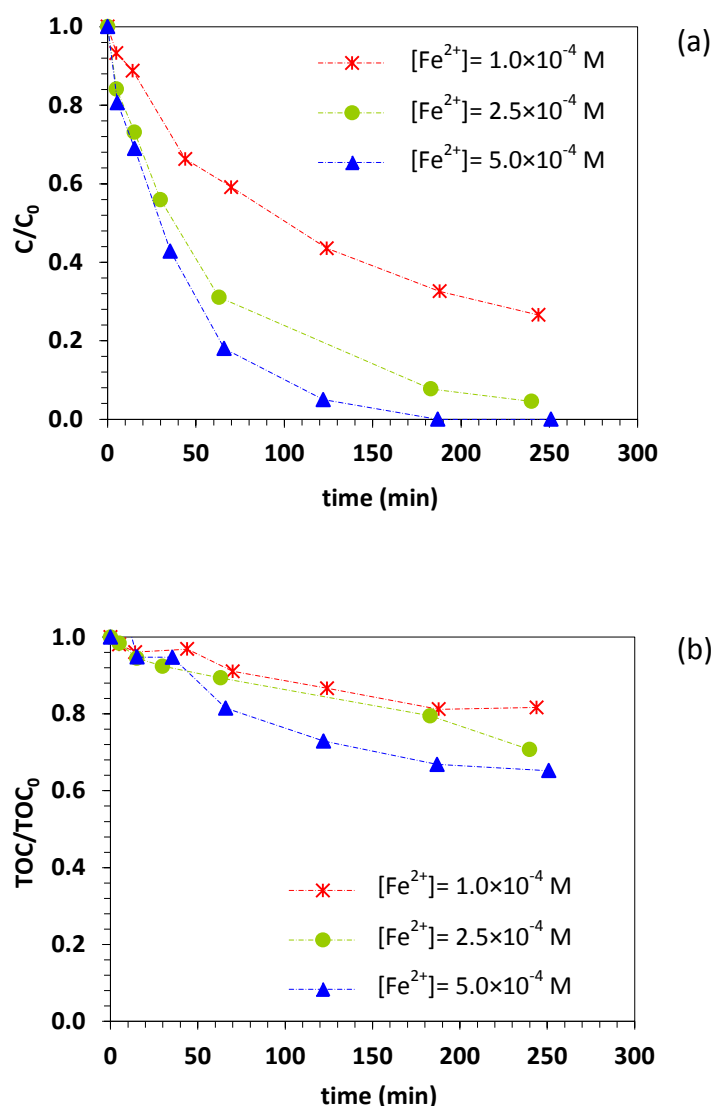 (a)
[Fe²⁺]= 1.0×10⁻⁴ M
[Fe²⁺]= 2.5×10⁻⁴ M
[Fe²⁺]= 5.0×10⁻⁴ M
C/C₀
1.0
0.8
0.6
0.4
0.2
0.0
0 50 100 150 200 250 300
time (min)
(b)
TOC/TOC₀
1.0
0.8
0.6
0.4
0.2
0.0
[Fe²⁺]= 1.0×10⁻⁴ M
[Fe²⁺]= 2.5×10⁻⁴ M
[Fe²⁺]= 5.0×10⁻⁴ M
0 50 100 150 200 250 300
time (min)